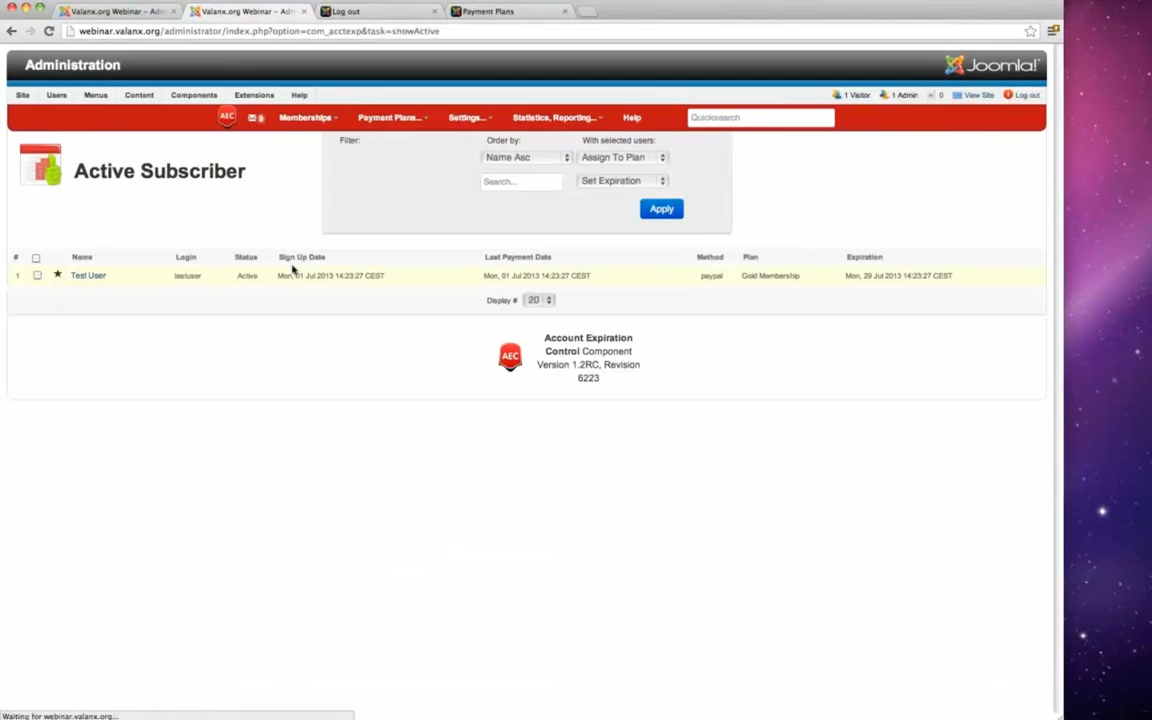 Valanx.org Webinar – Adm
Valanx.org Webinar – Adm
Log out
Payment Plans
webinar.valanx.org/administrator/index.php?option=com_acctexp&task=showActive
Administration
Joomla!
Site Users Menus Content Components Extensions Help
1 Visitor 1 Admin 0 View Site Log out
AEC Memberships Payment Plans... Settings... Statistics, Reporting... Help Quicksearch
Filter: Order by: With selected users:
Name Asc Assign To Plan
Active Subscriber
Search... Set Expiration
Apply
# Name Login Status Sign Up Date Last Payment Date Method Plan Expiration
1 Test User testuser Active Mon, 01 Jul 2013 14:23:27 CEST Mon, 01 Jul 2013 14:23:27 CEST paypal Gold Membership Mon, 29 Jul 2013 14:23:27 CEST
Display # 20
AEC
Account Expiration
Control Component
Version 1.2RC, Revision
6223
Waiting for webinar.valanx.org...